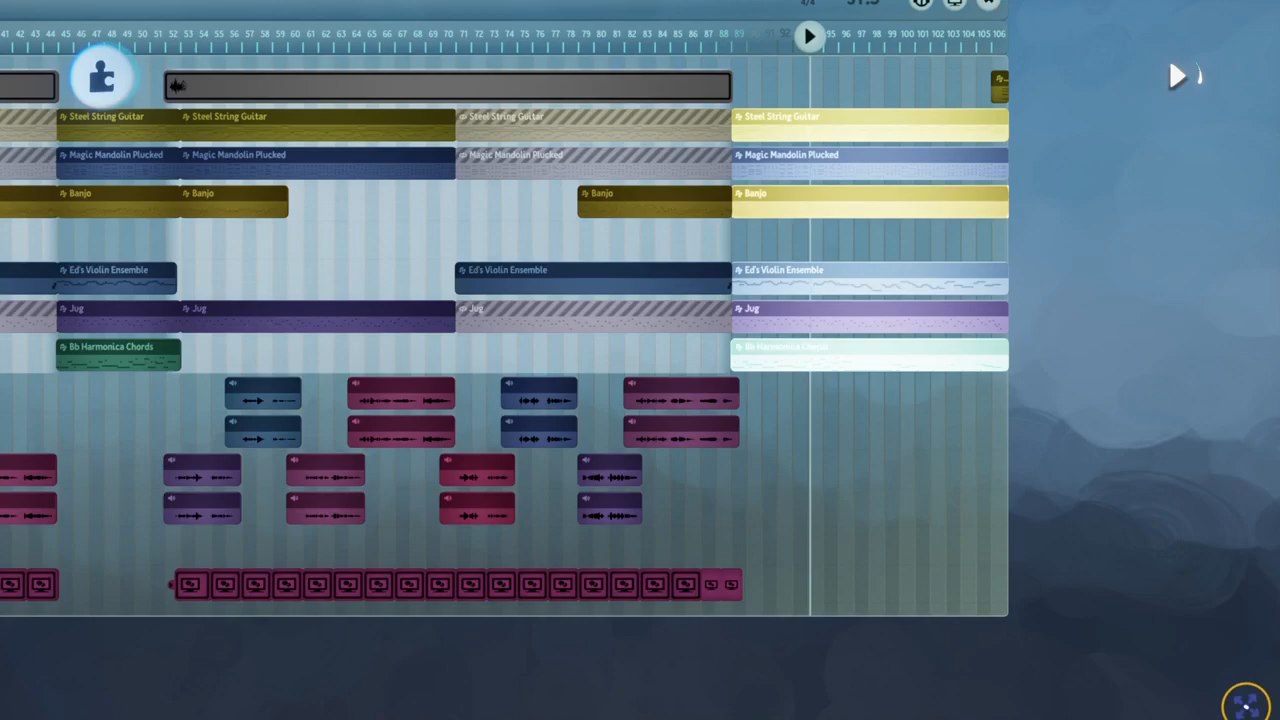 4/4
41 42 43 44 45 46 47 48 49 50 51 52 53 54 55 56 57 58 59 60 61 62 63 64 65 66 67 68 69 70 71 72 73 74 75 76 77 78 79 80 81 82 83 84 85 86 87 88 89 91 92 95 96 97 98 99 100 101 102 103 104 105 106
Steel String Guitar Steel String Guitar Steel String Guitar Steel String Guitar
Magic Mandolin Plucked Magic Mandolin Plucked Magic Mandolin Plucked Magic Mandolin Plucked
Banjo Banjo Banjo Banjo
Ed's Violin Ensemble Ed's Violin Ensemble Ed's Violin Ensemble
Jug Jug Jug Jug
Bb Harmonica Chords Bb Harmonica Chords